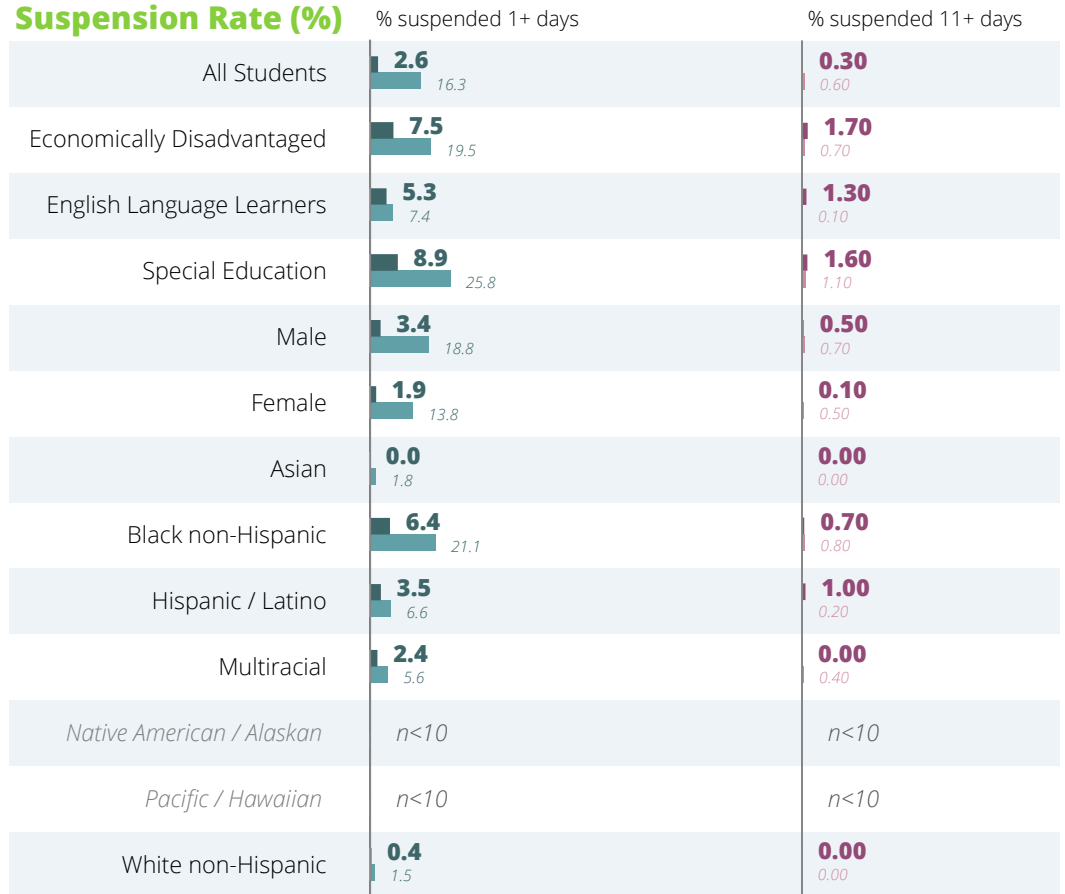 Suspension Rate (%) % suspended 1+ days % suspended 11+ days
All Students 2.6 0.30
16.3 0.60
Economically Disadvantaged 7.5 1.70
19.5 0.70
English Language Learners 5.3 1.30
7.4 0.10
Special Education 8.9 1.60
25.8 1.10
Male 3.4 0.50
18.8 0.70
Female 1.9 0.10
13.8 0.50
Asian 0.0 0.00
1.8 0.00
Black non-Hispanic 6.4 0.70
21.1 0.80
Hispanic / Latino 3.5 1.00
6.6 0.20
Multiracial 2.4 0.00
5.6 0.40
Native American / Alaskan n<10 n<10
Pacific / Hawaiian n<10 n<10
White non-Hispanic 0.4 0.00
1.5 0.00